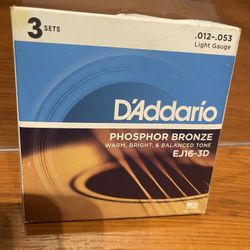 3 SETS
.012-.053
Light Gauge
D'Addario
PHOSPHOR BRONZE
WARM, BRIGHT, & BALANCED TONE
EJ16-3D